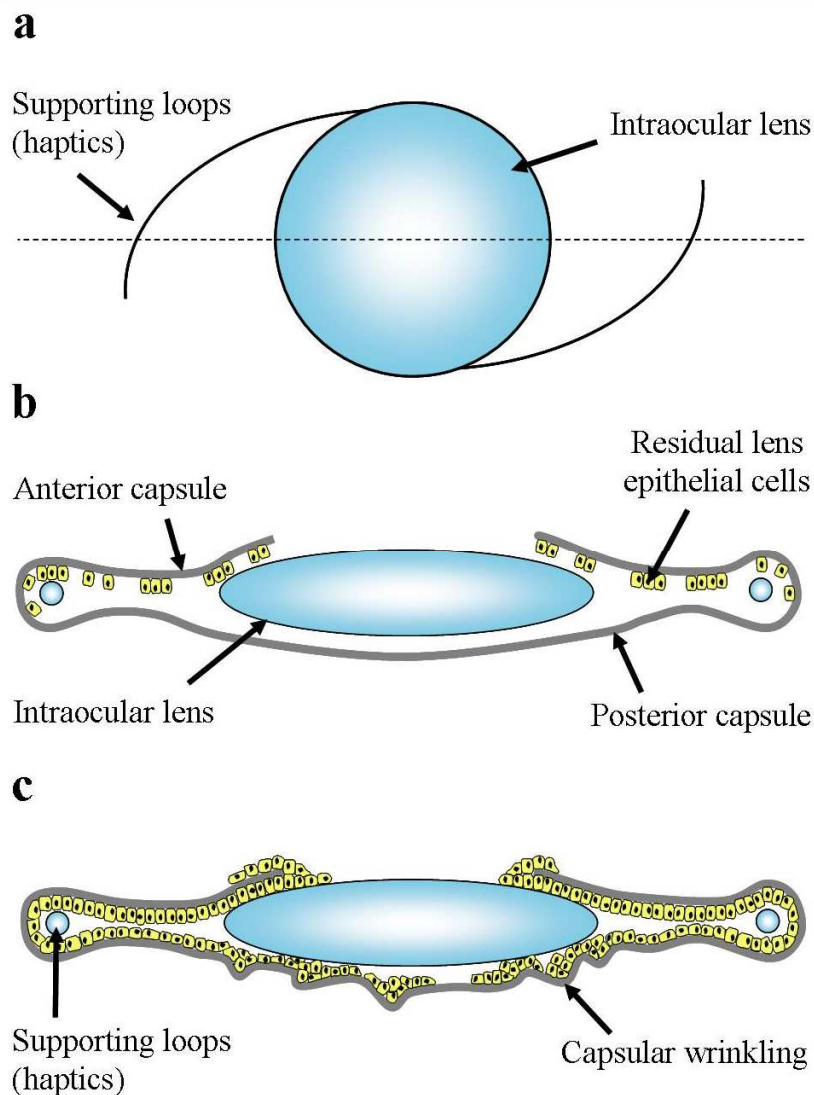 a
Supporting loops
(haptics)
Intraocular lens
b
Residual lens
epithelial cells
Anterior capsule
Intraocular lens
Posterior capsule
c
Supporting loops
(haptics)
Capsular wrinkling